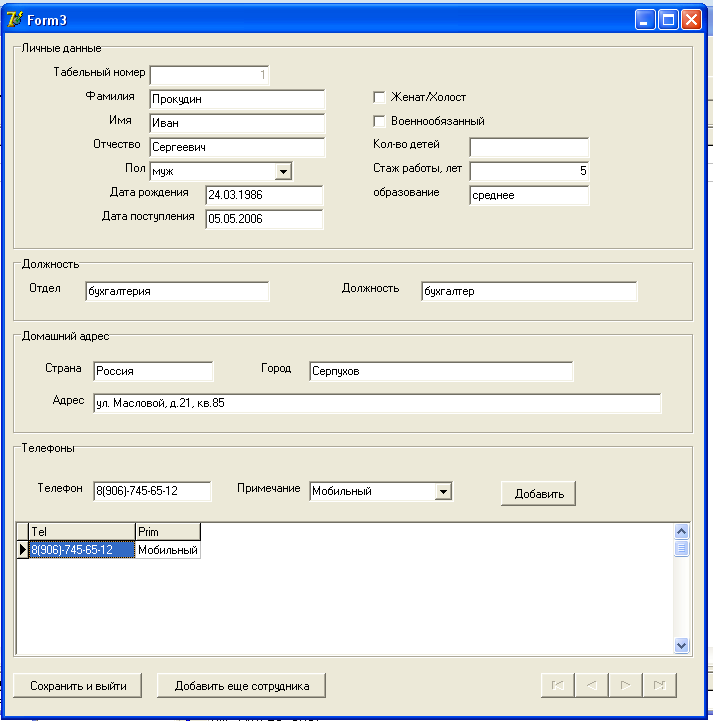 Form3
Личные данные
Табельный номер 1
Фамилия Прокудин Женат/Холост
Имя Иван Военнообязанный
Отчество Сергеевич Кол-во детей
Пол муж Стаж работы, лет 5
Дата рождения 24.03.1986 образование среднее
Дата поступления 05.05.2006
Должность
Отдел бухгалтерия Должность бухгалтер
Домашний адрес
Страна Россия Город Серпухов
Адрес ул. Масловой, д.21, кв.85
Телефоны
Телефон 8(906)-745-65-12 Примечание Мобильный Добавить
Tel Prim
8(906)-745-65-12 Мобильный
Сохранить и выйти Добавить еще сотрудника